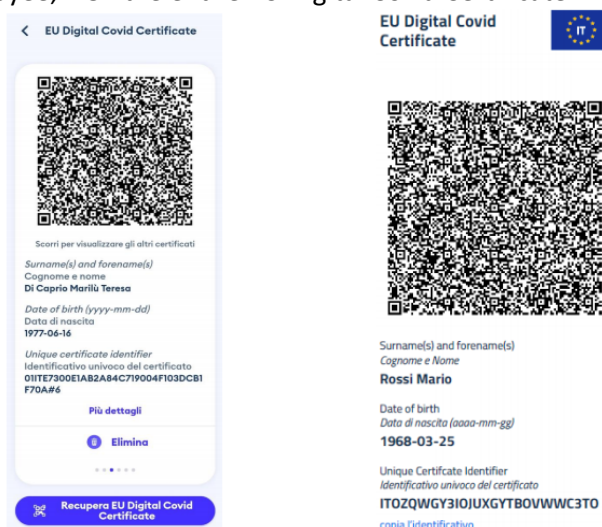 EU Digital Covid Certificate
Scorri per visualizzare gli altri certificati
Surname(s) and forename(s)
Cognome e nome
Di Caprio Marilù Teresa
Date of birth (yyyy-mm-dd)
Data di nascita
1977-06-16
Unique certificate identifier
Identificativo univoco del certificato
01ITE7300E1AB2A84C719004F103DCB1
F70A#6
Più dettagli
Elimina
Recupera EU Digital Covid
Certificate
EU Digital Covid
Certificate
IT
Surname(s) and forename(s)
Cognome e Nome
Rossi Mario
Date of birth
Data di nascita (aaaa-mm-gg)
1968-03-25
Unique Certifcate Identifier
Identificativo univoco del certificato
ITOZQWGY3IOJUXGYTBOVWWC3TO
copia l'identificativo